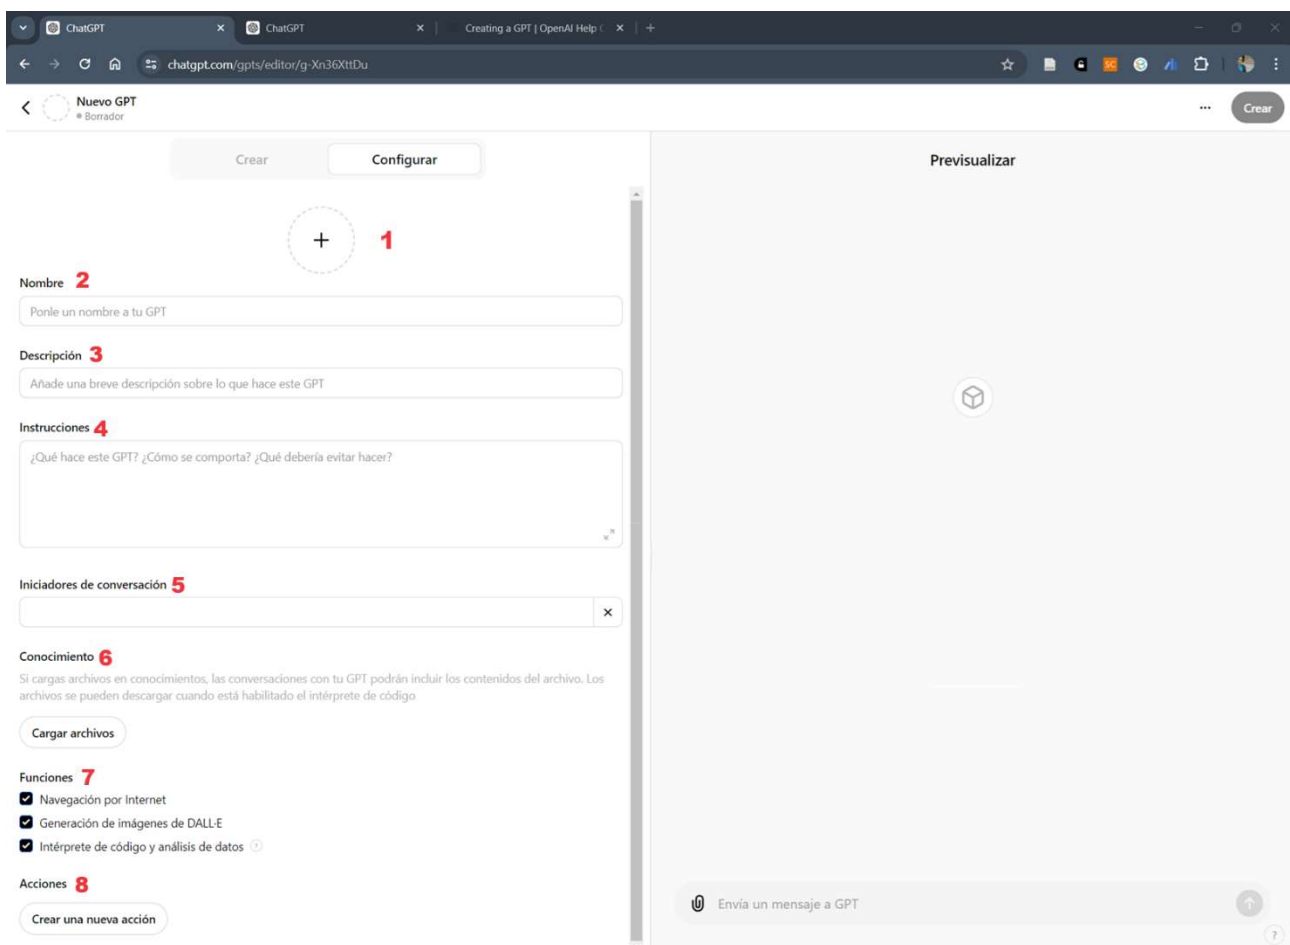 ChatGPT
ChatGPT
Creating a GPT | OpenAI Help C
chatgpt.com/gpts/editor/g-Xn36XttDu
SC
Nuevo GPT
Borrador
Crear
Crear
Configurar
Previsualizar
1
Nombre 2
Ponle un nombre a tu GPT
Descripción 3
Añade una breve descripción sobre lo que hace este GPT
Instrucciones 4
¿Qué hace este GPT? ¿Cómo se comporta? ¿Qué debería evitar hacer?
Iniciadores de conversación 5
Conocimiento 6
Si cargas archivos en conocimientos, las conversaciones con tu GPT podrán incluir los contenidos del archivo. Los
archivos se pueden descargar cuando está habilitado el intérprete de código
Cargar archivos
Funciones 7
Navegación por Internet
Generación de imágenes de DALL·E
Intérprete de código y análisis de datos ?
Acciones 8
Crear una nueva acción
Envía un mensaje a GPT
?